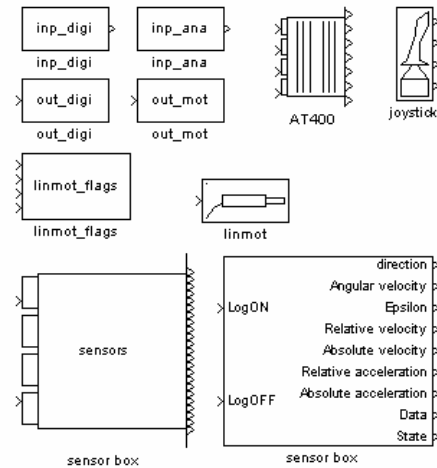 inp_digi
inp_ana
inp_digi
inp_ana
AT400
joystick
out_digi
out_mot
out_digi
out_mot
linmot_flags
linmot_flags
linmot
sensors
sensor box
LogON
LogOFF
direction
Angular velocity
Epsilon
Relative velocity
Absolute velocity
Relative acceleration
Absolute acceleration
Data
State
sensor box